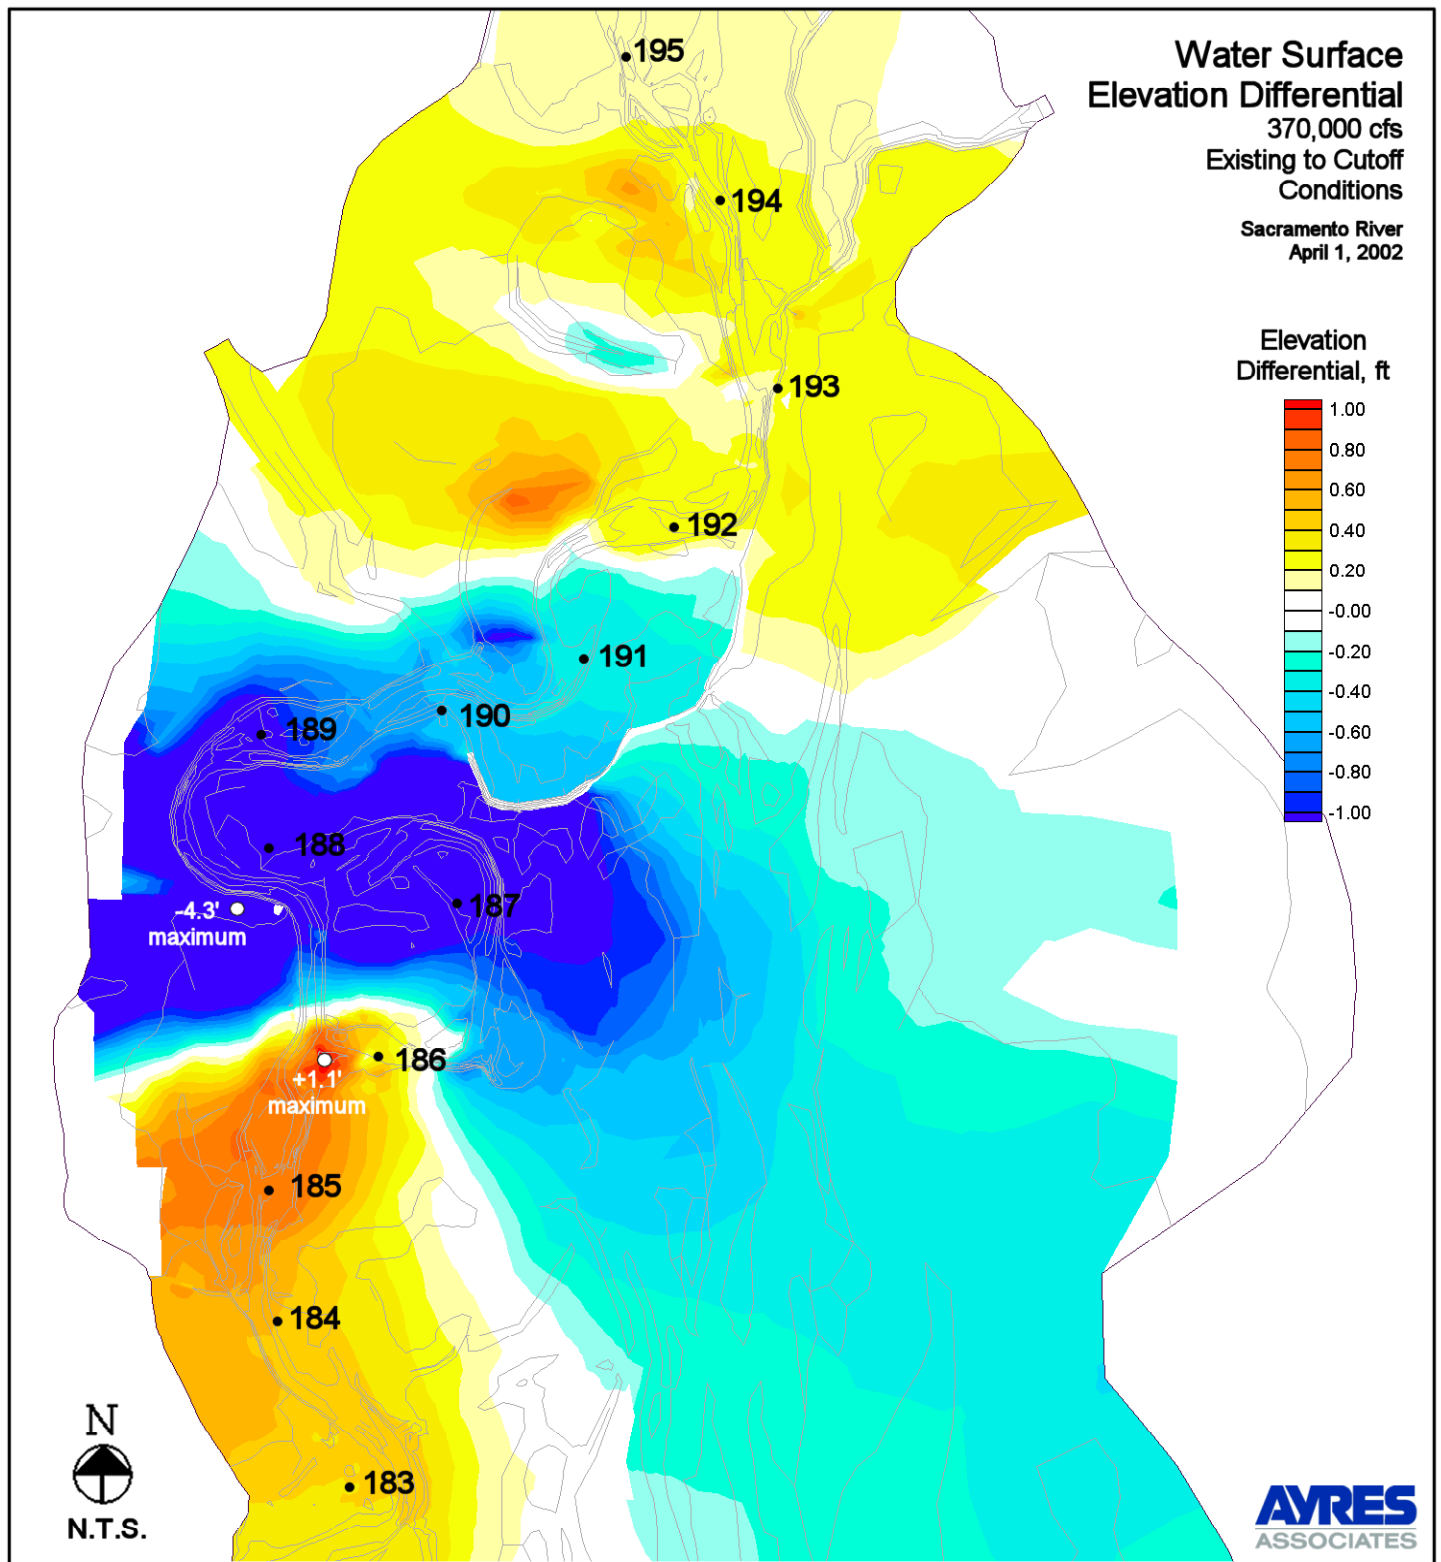 Water Surface
Elevation Differential
370,000 cfs
Existing to Cutoff
Conditions
Sacramento River
April 1, 2002
Elevation
Differential, ft
1.00
0.80
0.60
0.40
0.20
-0.00
-0.20
-0.40
-0.60
-0.80
-1.00
195
194
193
192
191
190
189
188
187
-4.3'
maximum
186
+1.1'
maximum
185
184
183
N
N.T.S.
AYRES
ASSOCIATES